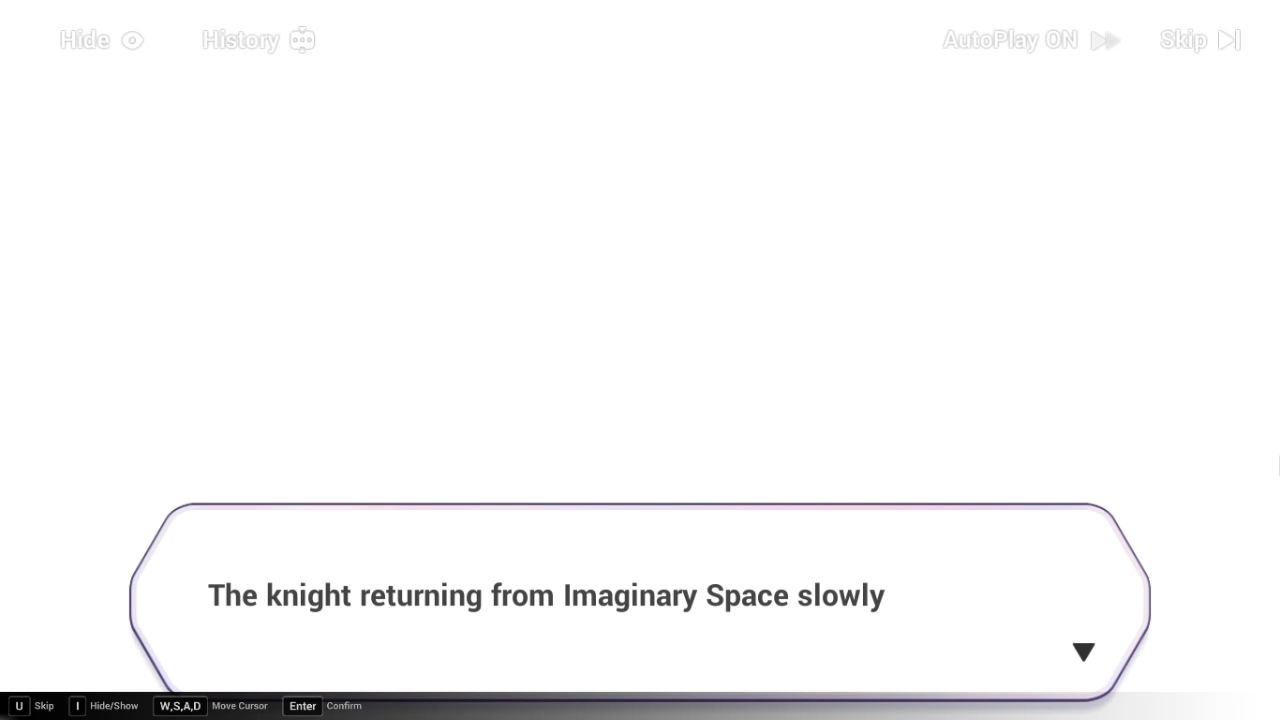 Hide
History
AutoPlay ON
Skip
The knight returning from Imaginary Space slowly
U Skip I Hide/Show W,S,A,D Move Cursor Enter Confirm